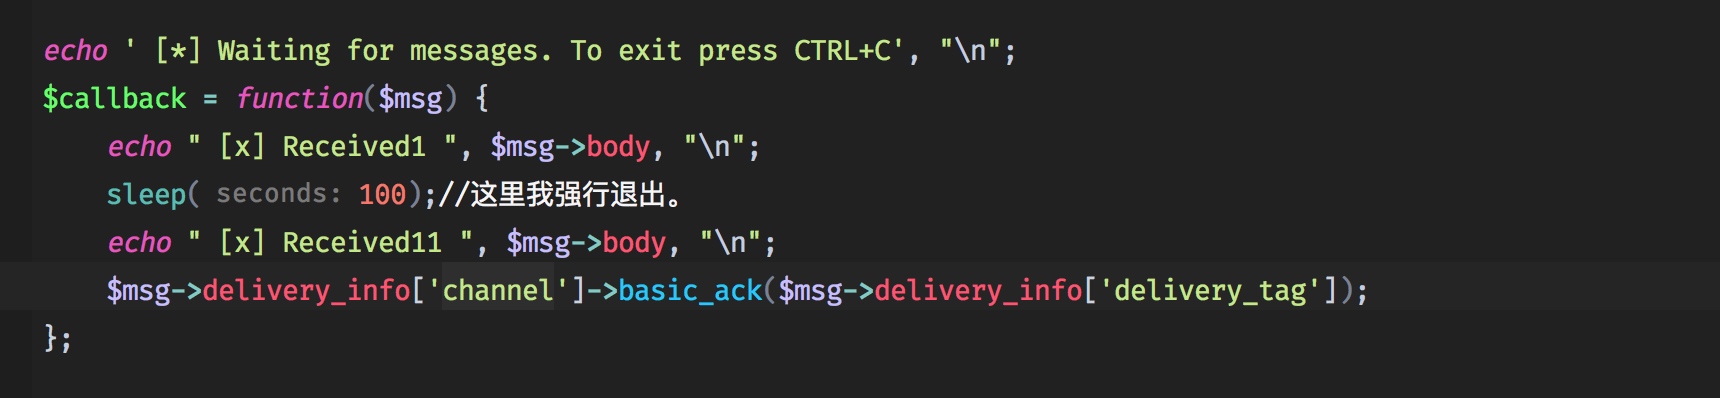 echo ' [*] Waiting for messages. To exit press CTRL+C', "\n";
$callback = function($msg) {
    echo " [x] Received1 ", $msg->body, "\n";
    sleep( seconds: 100);//这里我强行退出。
    echo " [x] Received11 ", $msg->body, "\n";
    $msg->delivery_info['channel']->basic_ack($msg->delivery_info['delivery_tag']);
};